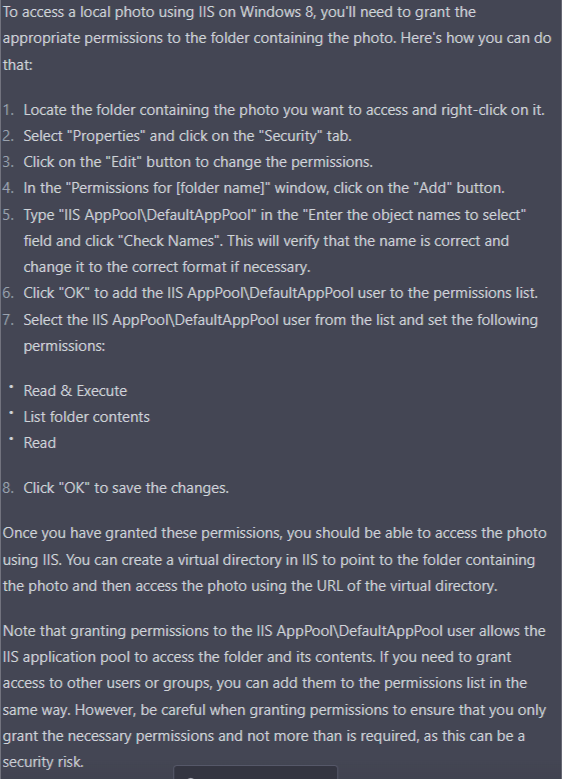 To access a local photo using IIS on Windows 8, you'll need to grant the
appropriate permissions to the folder containing the photo. Here's how you can do
that:
1. Locate the folder containing the photo you want to access and right-click on it.
2. Select "Properties" and click on the "Security" tab.
3. Click on the "Edit" button to change the permissions.
4. In the "Permissions for [folder name]" window, click on the "Add" button.
5. Type "IIS AppPool\DefaultAppPool" in the "Enter the object names to select"
field and click "Check Names". This will verify that the name is correct and
change it to the correct format if necessary.
6. Click "OK" to add the IIS AppPool\DefaultAppPool user to the permissions list.
7. Select the IIS AppPool\DefaultAppPool user from the list and set the following
permissions:
• Read & Execute
• List folder contents
• Read
8. Click "OK" to save the changes.
Once you have granted these permissions, you should be able to access the photo
using IIS. You can create a virtual directory in IIS to point to the folder containing
the photo and then access the photo using the URL of the virtual directory.
Note that granting permissions to the IIS AppPool\DefaultAppPool user allows the
IIS application pool to access the folder and its contents. If you need to grant
access to other users or groups, you can add them to the permissions list in the
same way. However, be careful when granting permissions to ensure that you only
grant the necessary permissions and not more than is required, as this can be a
security risk.